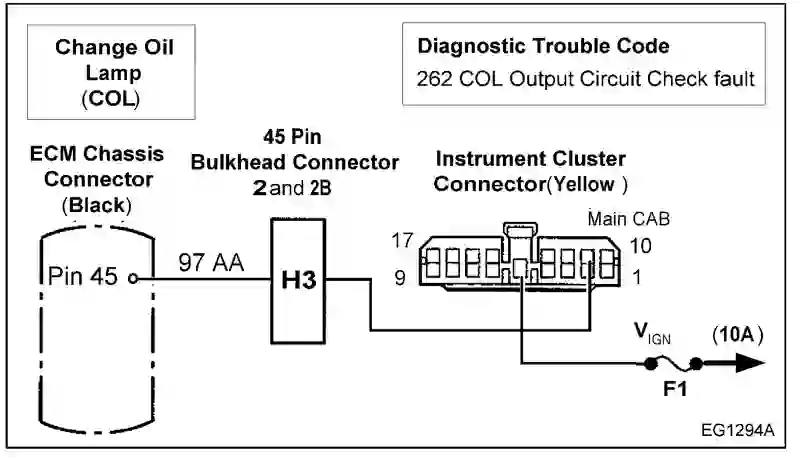 Change Oil
Lamp
(COL)
Diagnostic Trouble Code
262 COL Output Circuit Check fault
45 Pin
Bulkhead Connector
2 and 2B
ECM Chassis
Connector
(Black)
Instrument Cluster
Connector(Yellow )
Main CAB
17
10
9
1
Pin 45
97 AA
H3
VIGN
(10A)
F1
EG1294A